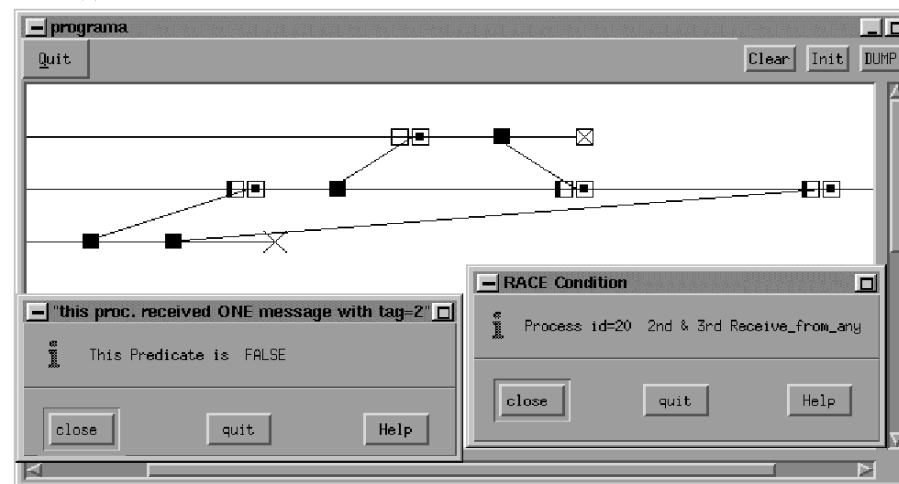 programa
Quit
Clear Init DUMP
RACE Condition
Process id=20 2nd & 3rd Receive_from_any
close quit Help
"this proc. received ONE message with tag=2"
This Predicate is FALSE
close quit Help